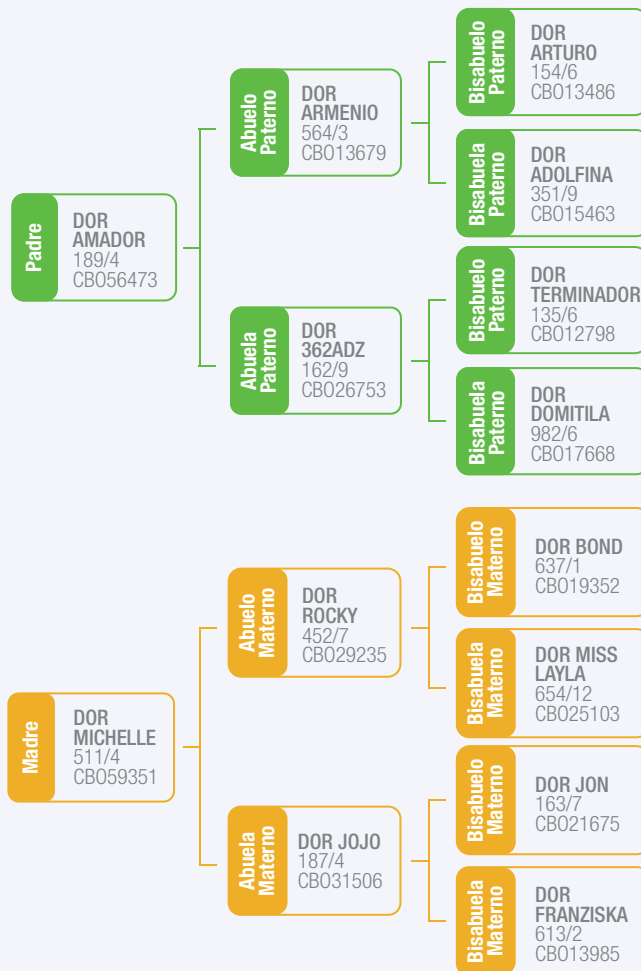 Padre
DOR
AMADOR
189/4
CBO56473
Abuelo
Paterno
DOR
ARMENIO
564/3
CBO13679
Bisabuelo
Paterno
DOR
ARTURO
154/6
CBO13486
Bisabuela
Paterno
DOR
ADOLFINA
351/9
CBO15463
Abuela
Paterno
DOR
362ADZ
162/9
CBO26753
Bisabuelo
Paterno
DOR
TERMINADOR
135/6
CBO12798
Bisabuela
Paterno
DOR
DOMITILA
982/6
CBO17668
Madre
DOR
MICHELLE
511/4
CBO59351
Abuelo
Materno
DOR
ROCKY
452/7
CBO29235
Bisabuelo
Materno
DOR BOND
637/1
CBO19352
Bisabuela
Materno
DOR MISS
LAYLA
654/12
CBO25103
Abuela
Materno
DOR JOJO
187/4
CBO31506
Bisabuelo
Materno
DOR JON
163/7
CBO21675
Bisabuela
Materno
DOR
FRANZISKA
613/2
CBO13985